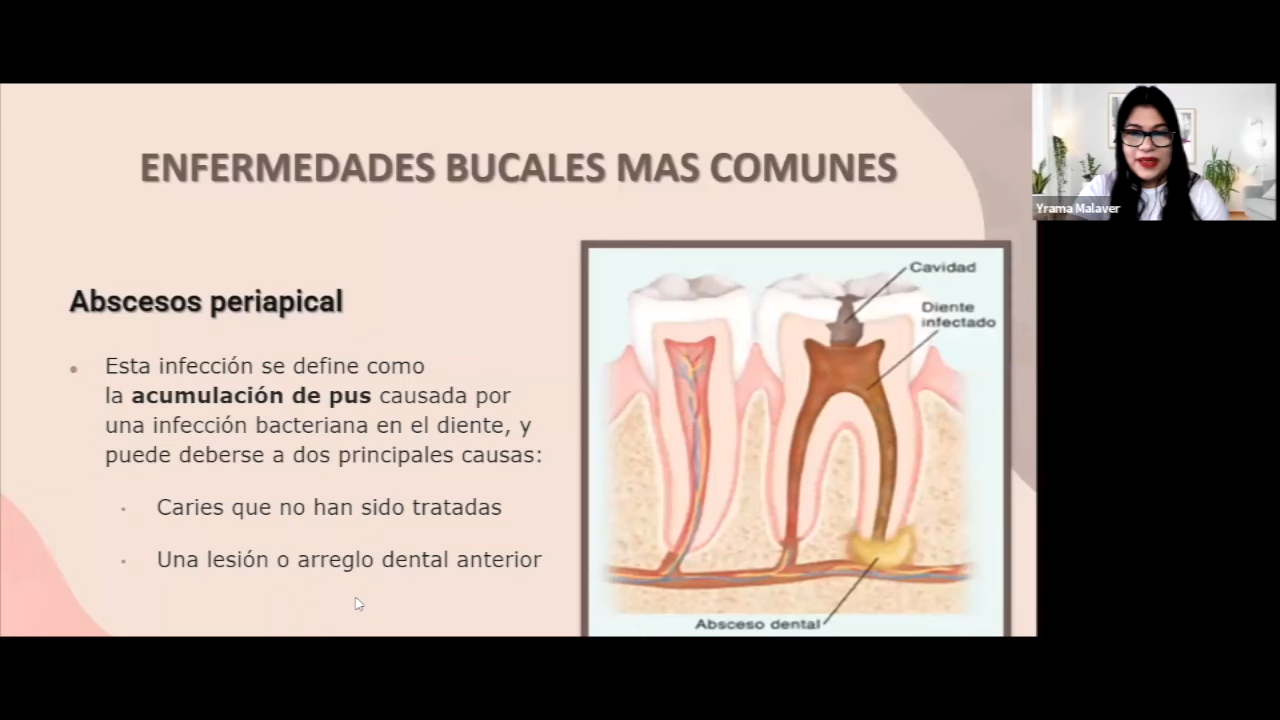 ENFERMEDADES BUCALES MAS COMUNES
Yrama Malaver
Abscesos periapical
Esta infección se define como
la acumulación de pus causada por
una infección bacteriana en el diente, y
puede deberse a dos principales causas:
Caries que no han sido tratadas
Una lesión o arreglo dental anterior
Cavidad
Diente
infectado
Absceso dental